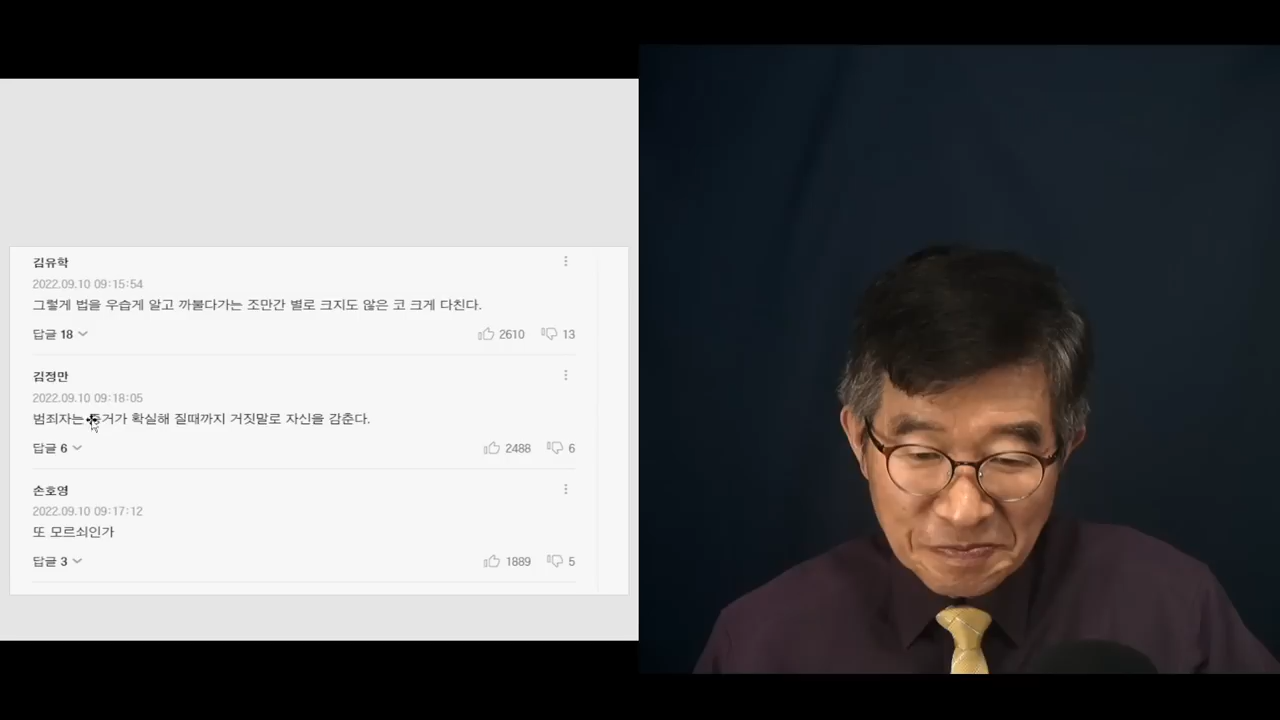 김유학
2022.09.10 09:15:54
그렇게 법을 우습게 알고 까불다가는 조만간 별로 크지도 않은 코 크게 다친다.
답글 18
2610 13
김정만
2022.09.10 09:18:05
범죄자는 확실해 질때까지 거짓말로 자신을 감춘다.
답글 6
2488 6
손호영
2022.09.10 09:17:12
또 모르쇠인가
답글 3
1889 5